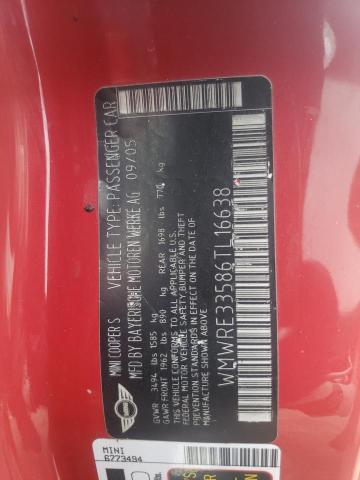 MINI COOPER S VEHICLE TYPE: PASSENGER CAR
MFD BY BAYERISCHE MOTOREN WERKE AG 09/05
GVWR 3494 lbs 1585 kg
GAWR FRONT 1962 lbs 890 kg REAR 1698 lbs 770 kg
THIS VEHICLE CONFORMS TO ALL APPLICABLE U.S.
FEDERAL MOTOR VEHICLE SAFETY, BUMPER AND THEFT
PREVENTION STANDARDS IN EFFECT ON THE DATE OF
MANUFACTURE SHOWN ABOVE.
WMWRE33586TL16638
MINI
MINI
6773494